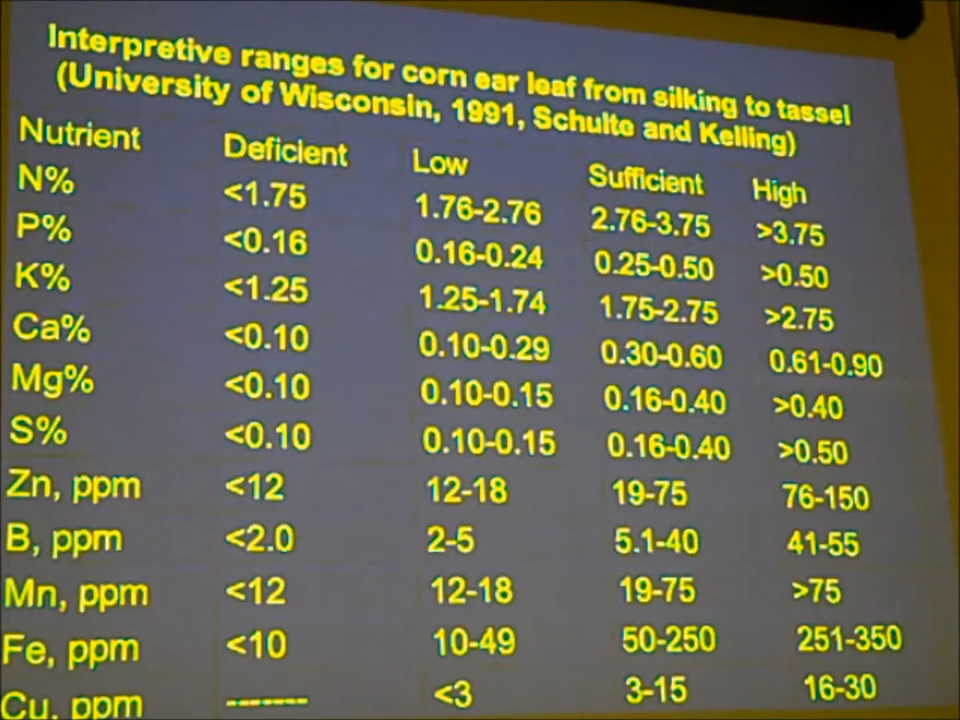 Interpretive ranges for corn ear leaf from silking to tassel
(University of Wisconsin, 1991, Schulte and Kelling)
Nutrient Deficient Low Sufficient High
N% <1.75 1.76-2.76 2.76-3.75 >3.75
P% <0.16 0.16-0.24 0.25-0.50 >0.50
K% <1.25 1.25-1.74 1.75-2.75 >2.75
Ca% <0.10 0.10-0.29 0.30-0.60 0.61-0.90
Mg% <0.10 0.10-0.15 0.16-0.40 >0.40
S% <0.10 0.10-0.15 0.16-0.40 >0.50
Zn, ppm <12 12-18 19-75 76-150
B, ppm <2.0 2-5 5.1-40 41-55
Mn, ppm <12 12-18 19-75 >75
Fe, ppm <10 10-49 50-250 251-350
Cu, ppm ------- <3 3-15 16-30